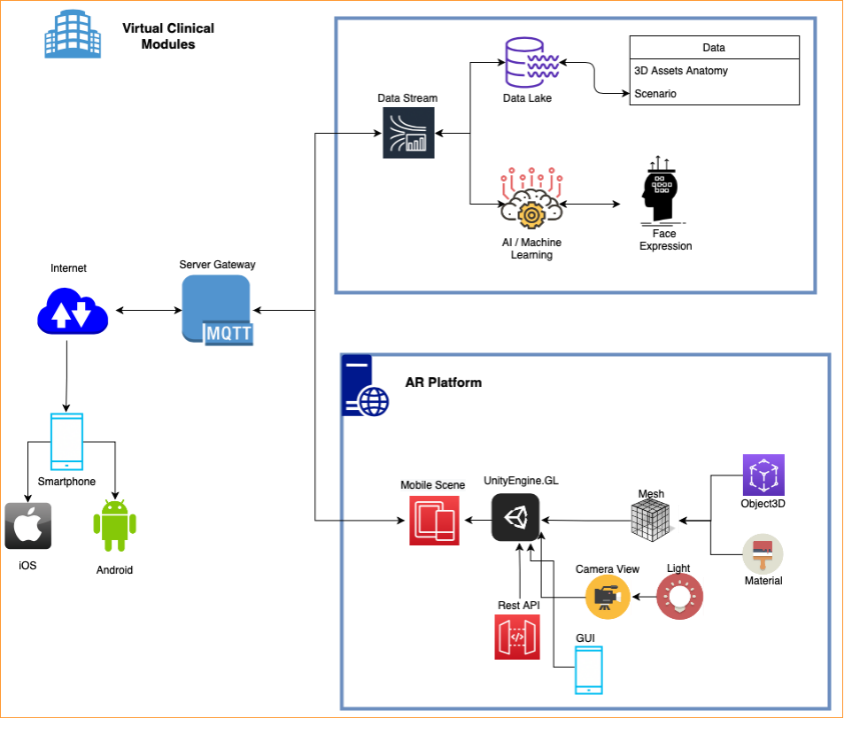 Virtual Clinical
Modules
Data Stream
Data Lake
Data
3D Assets Anatomy
Scenario
AI / Machine
Learning
Face
Expression
Internet
Server Gateway
MQTT
Smartphone
iOS
Android
AR Platform
Mobile Scene
UnityEngine.GL
Mesh
Object3D
Material
Camera View
Light
Rest API
GUI